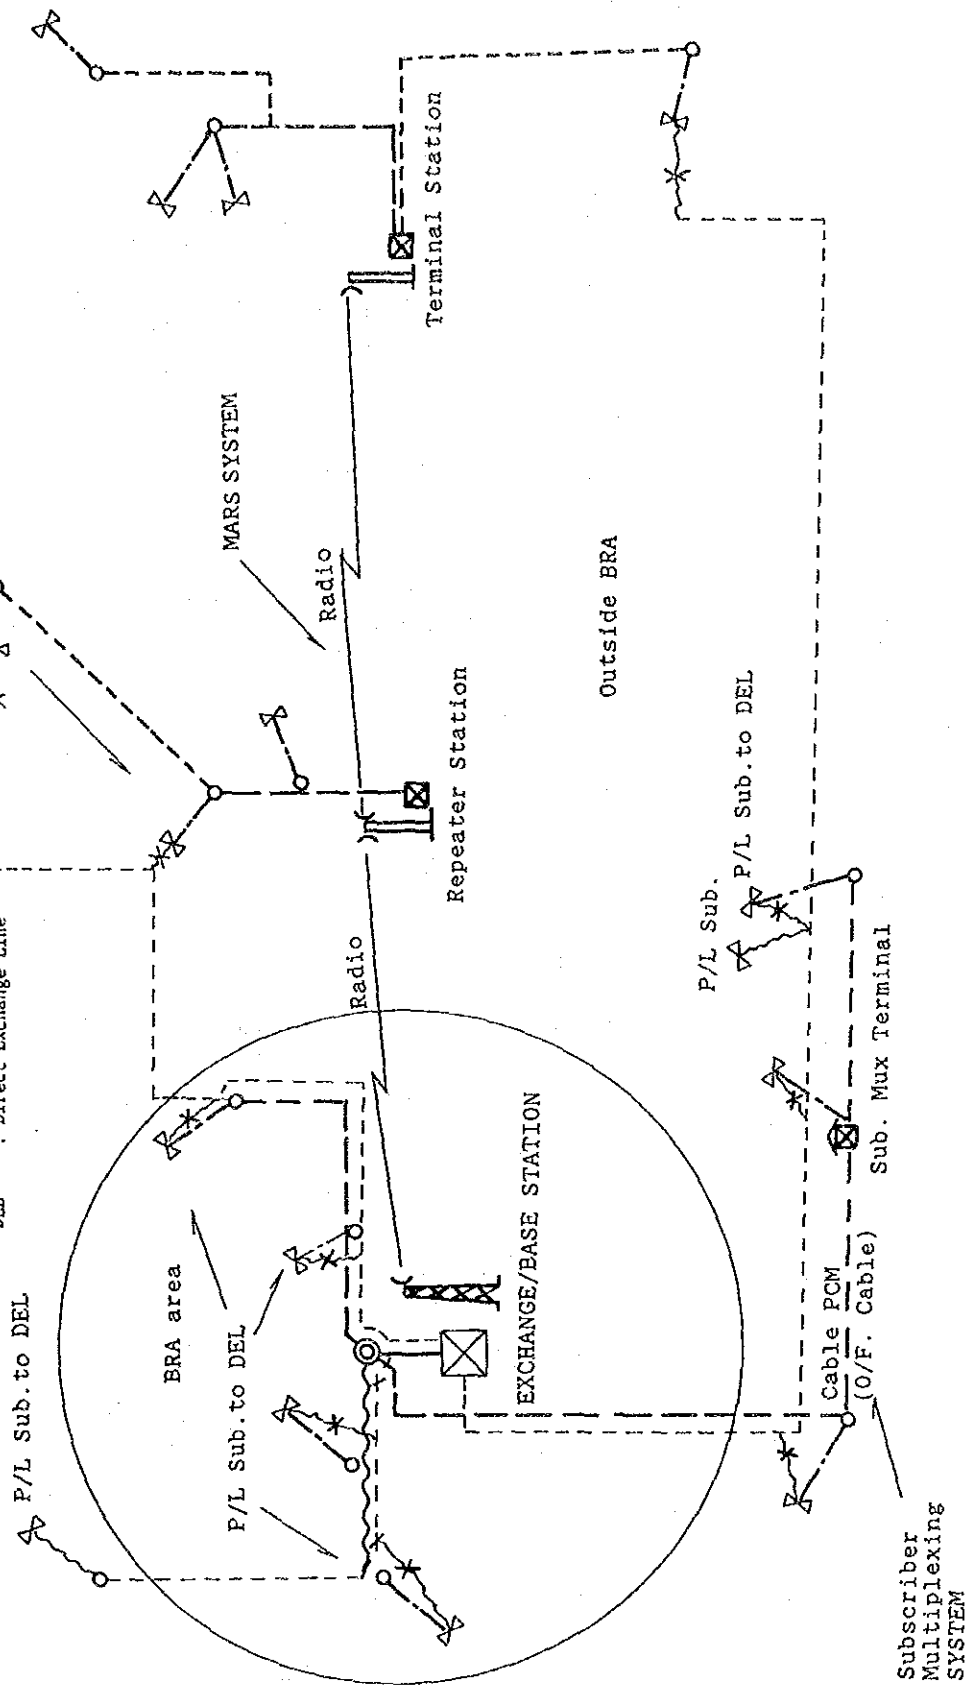 : Direct Exchange Line
P/L Sub.to DEL
BRA area
P/L Sub.to DEL
EXCHANGE/BASE STATION
Radio
Repeater Station
Radio
MARS SYSTEM
Terminal Station
Outside BRA
P/L Sub.
P/L Sub.to DEL
Sub. Mux Terminal
Cable PCM
(O/F. Cable)
Subscriber
Multiplexing
SYSTEM